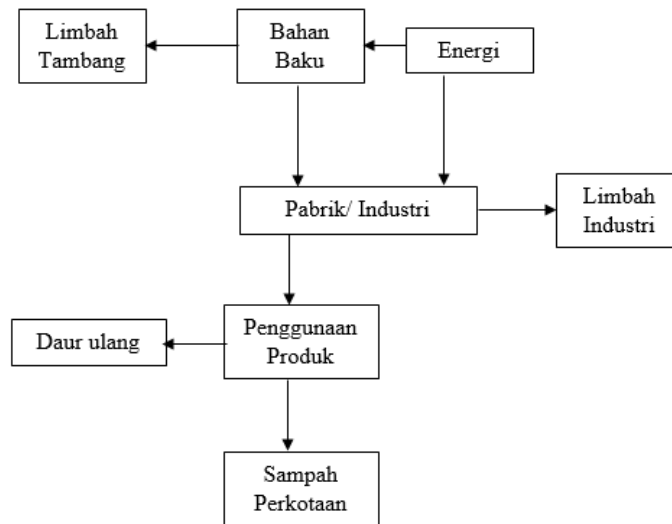 Limbah
Tambang
Bahan
Baku
Energi
Pabrik/ Industri
Limbah
Industri
Daur ulang
Penggunaan
Produk
Sampah
Perkotaan